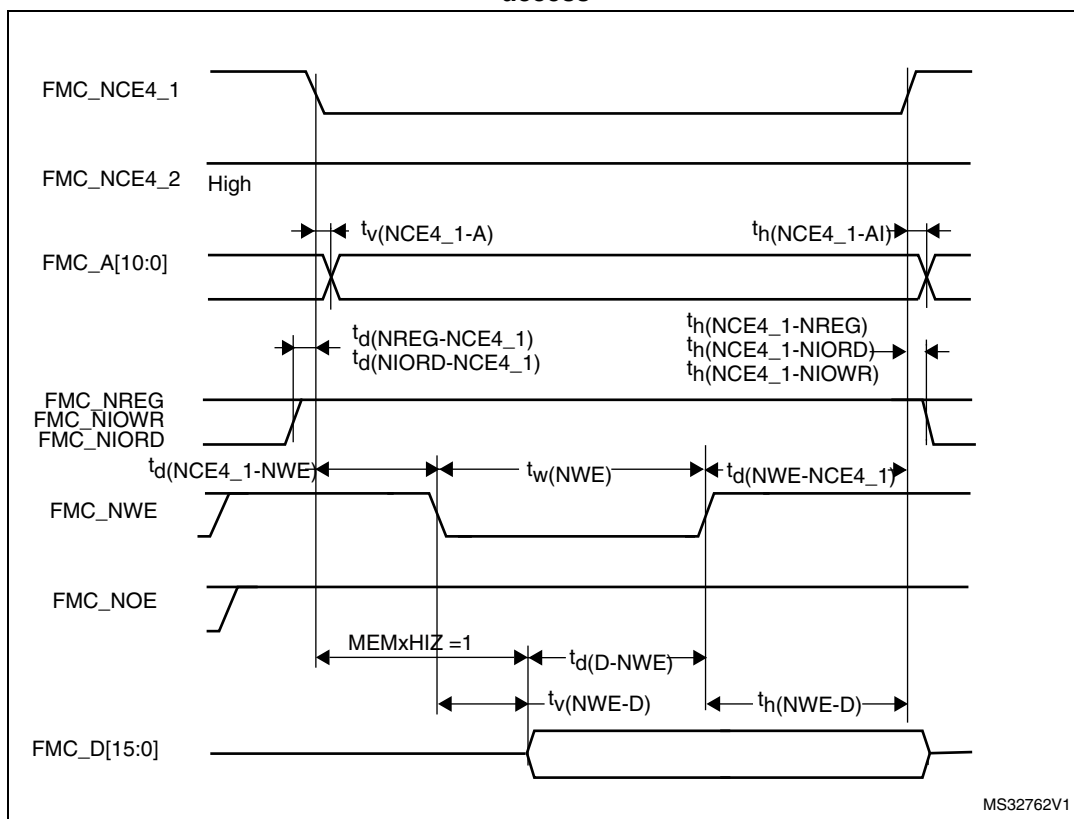 access
FMC_NCE4_1
FMC_NCE4_2 High
tv(NCE4_1-A) th(NCE4_1-AI)
FMC_A[10:0]
td(NREG-NCE4_1) th(NCE4_1-NREG)
td(NIORD-NCE4_1) th(NCE4_1-NIORD)
th(NCE4_1-NIOWR)
FMC_NREG
FMC_NIOWR
FMC_NIORD
td(NCE4_1-NWE) tw(NWE) td(NWE-NCE4_1)
FMC_NWE
FMC_NOE
MEMxHIZ =1
td(D-NWE)
tv(NWE-D) th(NWE-D)
FMC_D[15:0]
MS32762V1